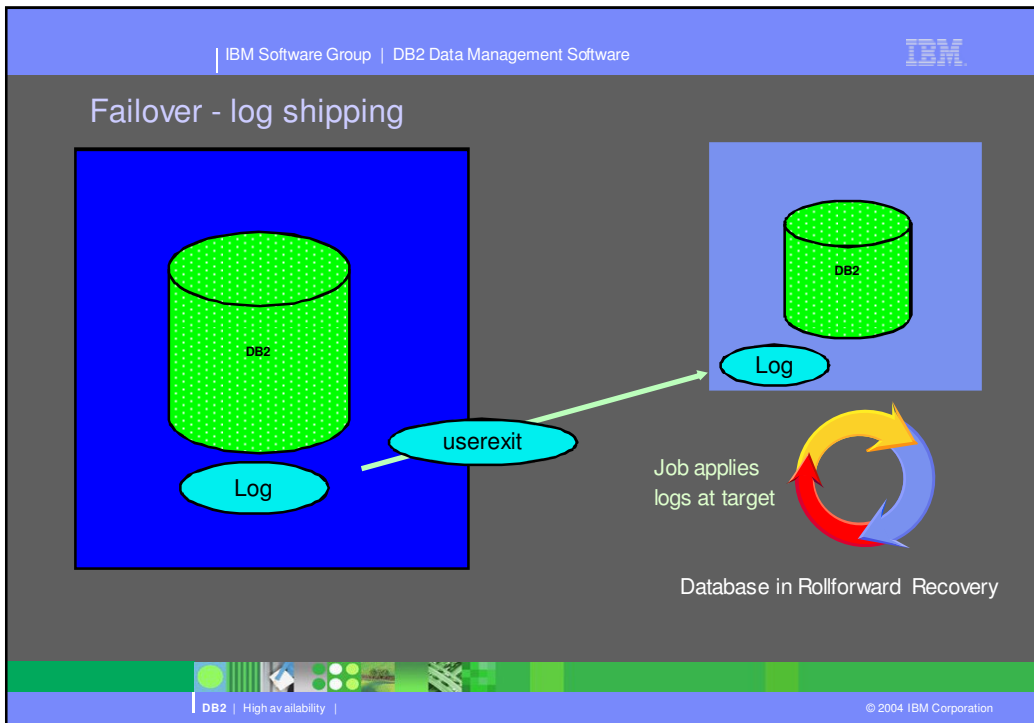 IBM Software Group | DB2 Data Management Software
IBM
Failover - log shipping
DB2
Log
userexit
DB2
Log
Job applies
logs at target
Database in Rollforward Recovery
DB2 | High availability |
© 2004 IBM Corporation